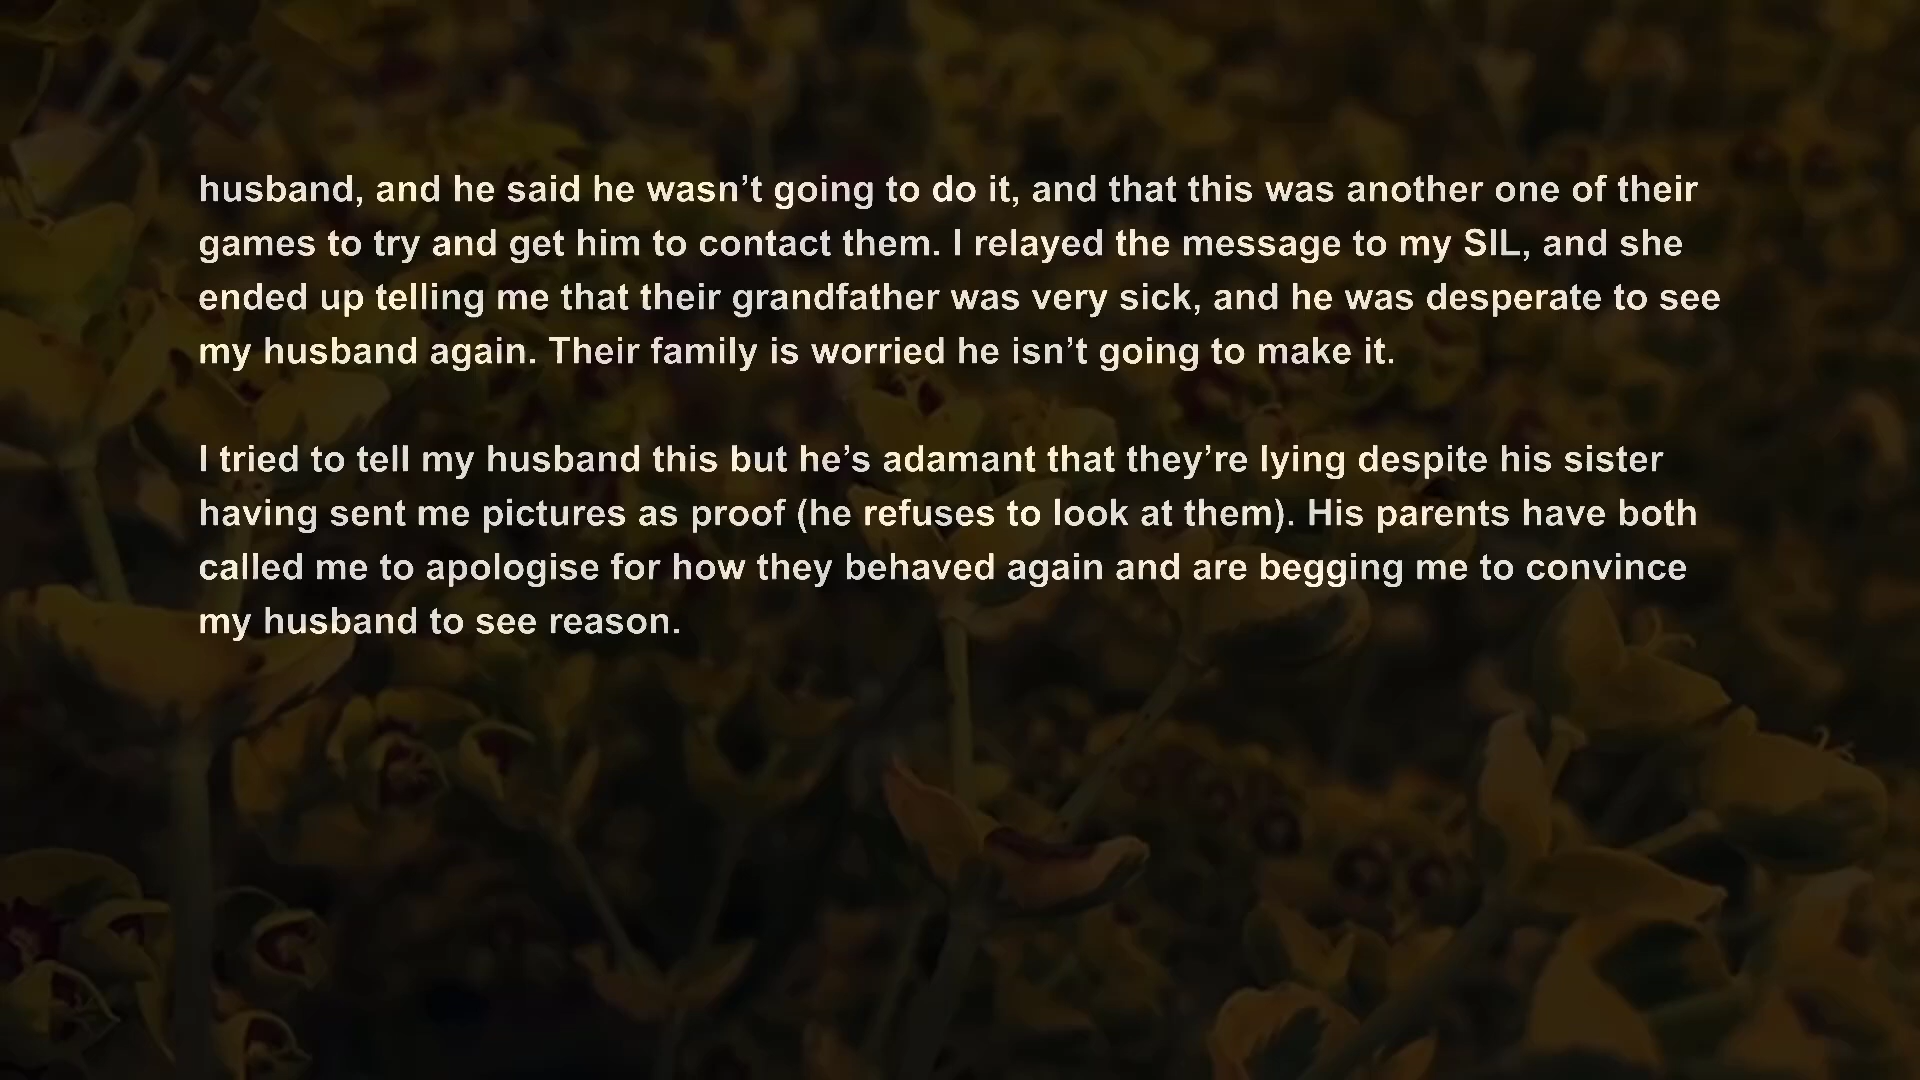 husband, and he said he wasn’t going to do it, and that this was another one of their
games to try and get him to contact them. I relayed the message to my SIL, and she
ended up telling me that their grandfather was very sick, and he was desperate to see
my husband again. Their family is worried he isn’t going to make it.
I tried to tell my husband this but he’s adamant that they’re lying despite his sister
having sent me pictures as proof (he refuses to look at them). His parents have both
called me to apologise for how they behaved again and are begging me to convince
my husband to see reason.